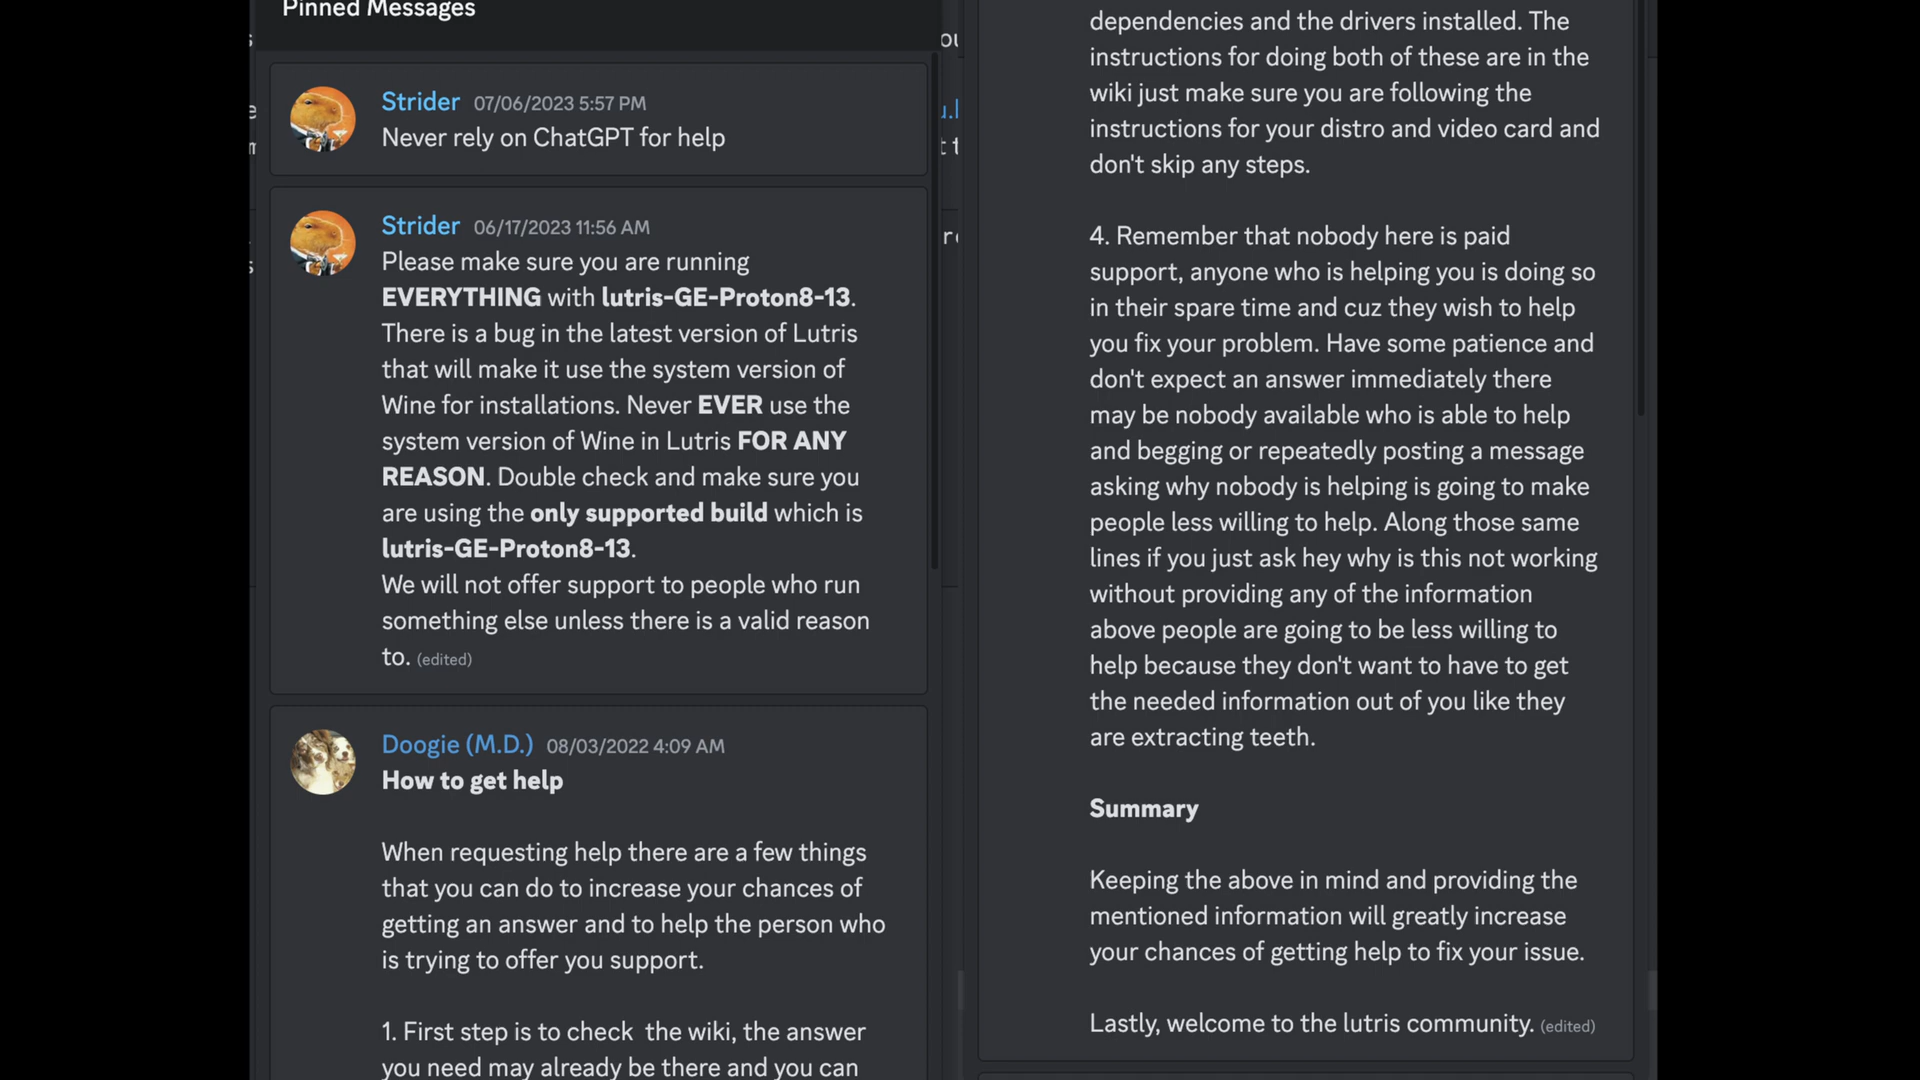 Pinned Messages
Strider 07/06/2023 5:57 PM
Never rely on ChatGPT for help
Strider 06/17/2023 11:56 AM
Please make sure you are running
EVERYTHING with lutris-GE-Proton8-13.
There is a bug in the latest version of Lutris
that will make it use the system version of
Wine for installations. Never EVER use the
system version of Wine in Lutris FOR ANY
REASON. Double check and make sure you
are using the only supported build which is
lutris-GE-Proton8-13.
We will not offer support to people who run
something else unless there is a valid reason
to. (edited)
Doogie (M.D.) 08/03/2022 4:09 AM
How to get help
When requesting help there are a few things
that you can do to increase your chances of
getting an answer and to help the person who
is trying to offer you support.
1. First step is to check the wiki, the answer
you need may already be there and you can
dependencies and the drivers installed. The
instructions for doing both of these are in the
wiki just make sure you are following the
instructions for your distro and video card and
don't skip any steps.
4. Remember that nobody here is paid
support, anyone who is helping you is doing so
in their spare time and cuz they wish to help
you fix your problem. Have some patience and
don't expect an answer immediately there
may be nobody available who is able to help
and begging or repeatedly posting a message
asking why nobody is helping is going to make
people less willing to help. Along those same
lines if you just ask hey why is this not working
without providing any of the information
above people are going to be less willing to
help because they don't want to have to get
the needed information out of you like they
are extracting teeth.
Summary
Keeping the above in mind and providing the
mentioned information will greatly increase
your chances of getting help to fix your issue.
Lastly, welcome to the lutris community. (edited)